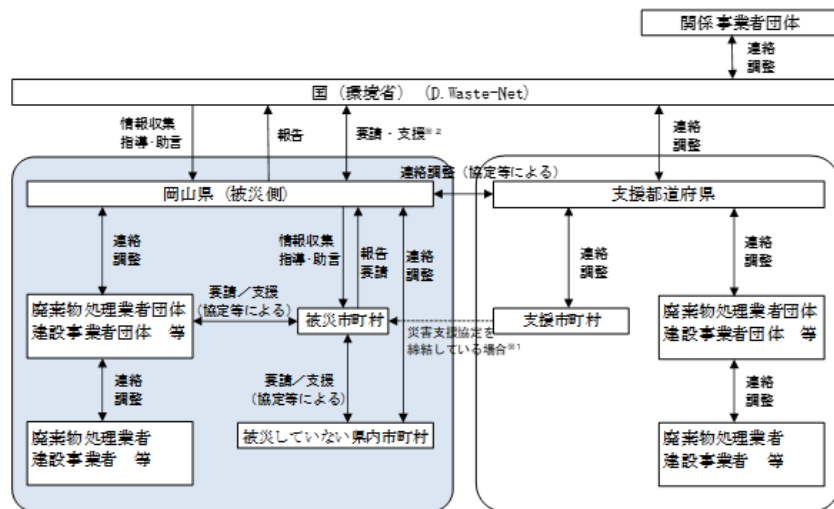 関係事業者団体
連絡
調整
国（環境省）（D.Waste-Net）
情報収集
指導･助言
報告
要請・支援※2
連絡
調整
連絡調整（協定等による）
岡山県（被災側）
支援都道府県
連絡
調整
情報収集
指導･助言
報告
要請
連絡
調整
連絡
調整
連絡
調整
要請／支援
（協定等による）
廃棄物処理業者団体
建設事業者団体　等
被災市町村
災害支援協定を
締結している場合※1
支援市町村
廃棄物処理業者団体
建設事業者団体　等
連絡
調整
要請／支援
（協定等による）
連絡
調整
廃棄物処理業者
建設事業者　等
被災していない県内市町村
廃棄物処理業者
建設事業者　等